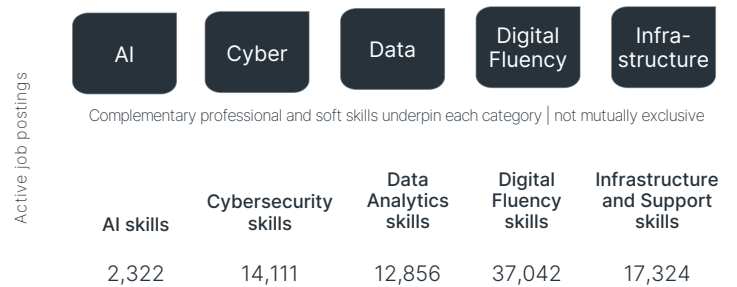 AI
Cyber
Data
Digital
Fluency
Infra-
structure
Complementary professional and soft skills underpin each category | not mutually exclusive
Active job postings
AI skills
Cybersecurity
skills
Data
Analytics
skills
Digital
Fluency
skills
Infrastructure
and Support
skills
2,322
14,111
12,856
37,042
17,324